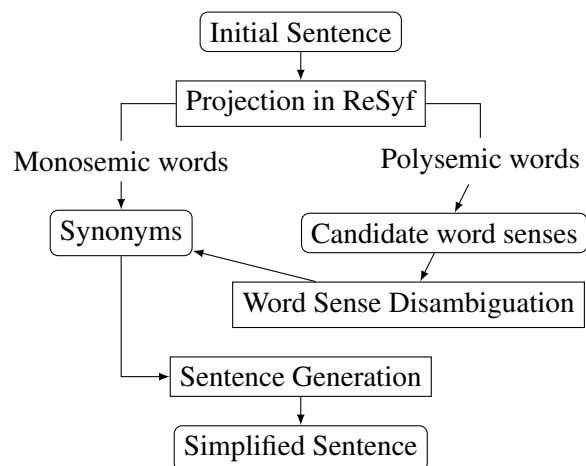 Initial Sentence
Projection in ReSyf
Monosemic words
Polysemic words
Synonyms
Candidate word senses
Word Sense Disambiguation
Sentence Generation
Simplified Sentence